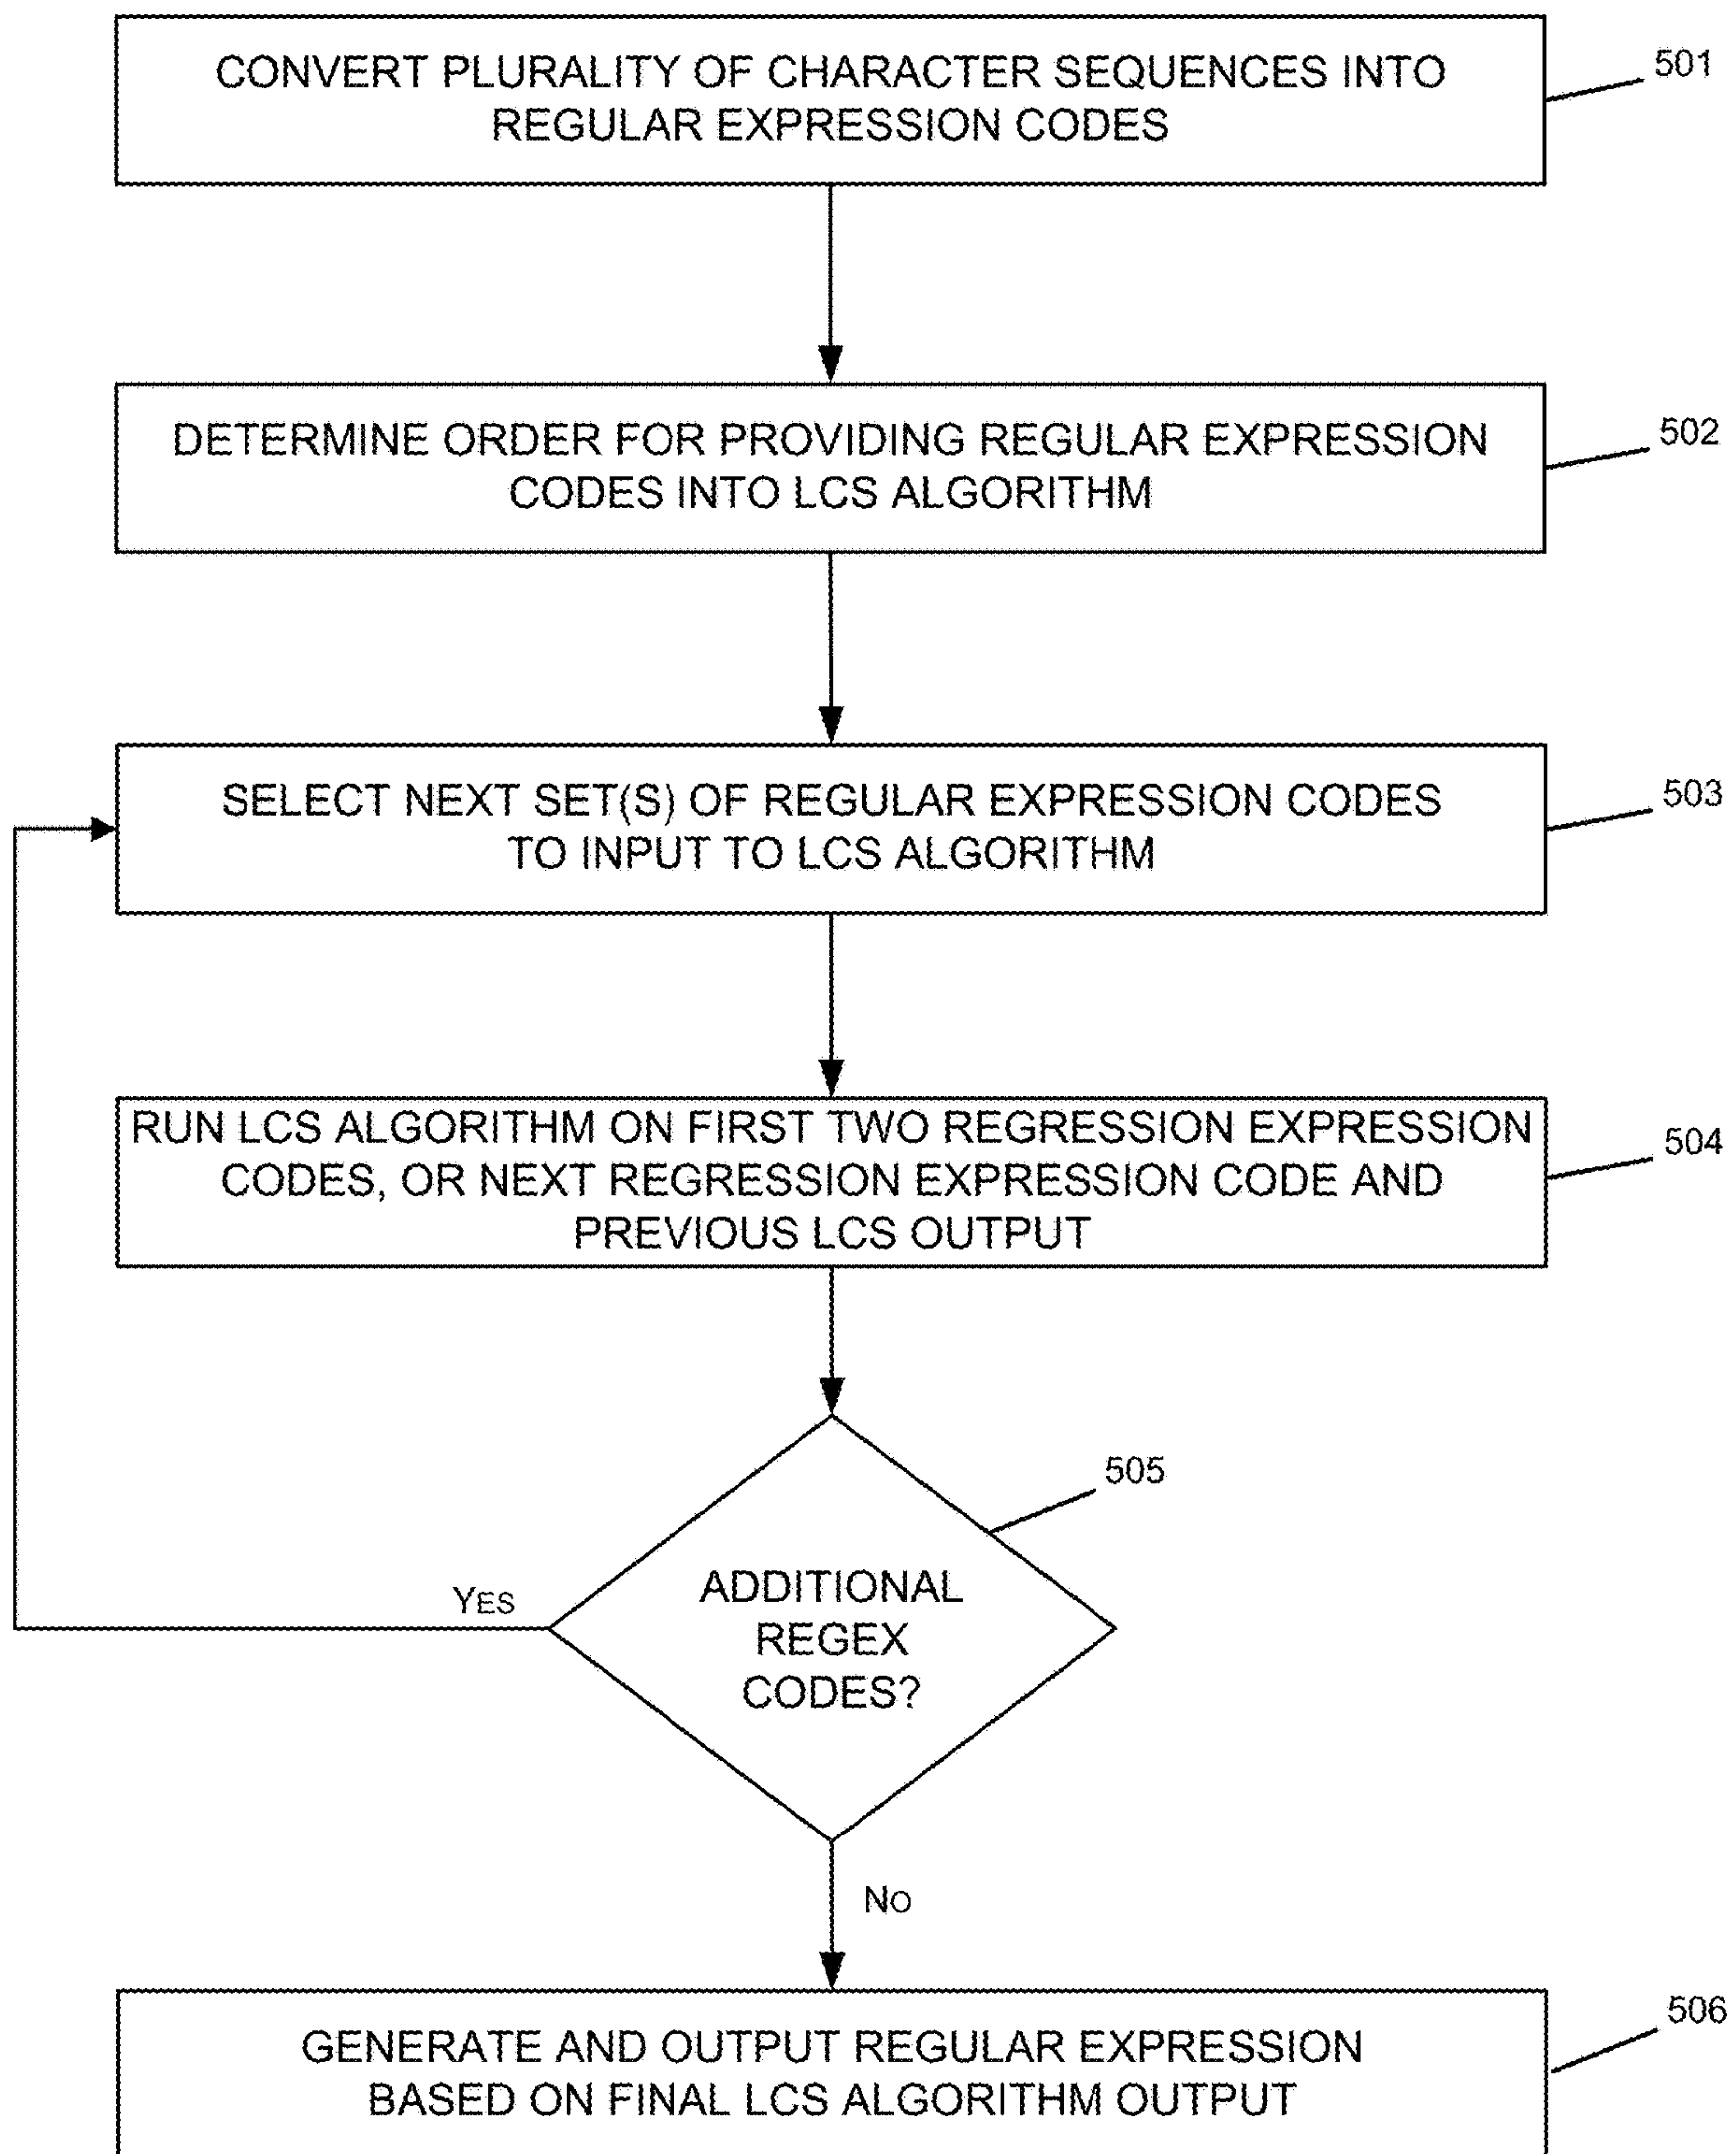 CONVERT PLURALITY OF CHARACTER SEQUENCES INTO
REGULAR EXPRESSION CODES
501
DETERMINE ORDER FOR PROVIDING REGULAR EXPRESSION
CODES INTO LCS ALGORITHM
502
SELECT NEXT SET(S) OF REGULAR EXPRESSION CODES
TO INPUT TO LCS ALGORITHM
503
RUN LCS ALGORITHM ON FIRST TWO REGRESSION EXPRESSION
CODES, OR NEXT REGRESSION EXPRESSION CODE AND
PREVIOUS LCS OUTPUT
504
505
ADDITIONAL
REGEX
CODES?
YES
NO
GENERATE AND OUTPUT REGULAR EXPRESSION
BASED ON FINAL LCS ALGORITHM OUTPUT
506